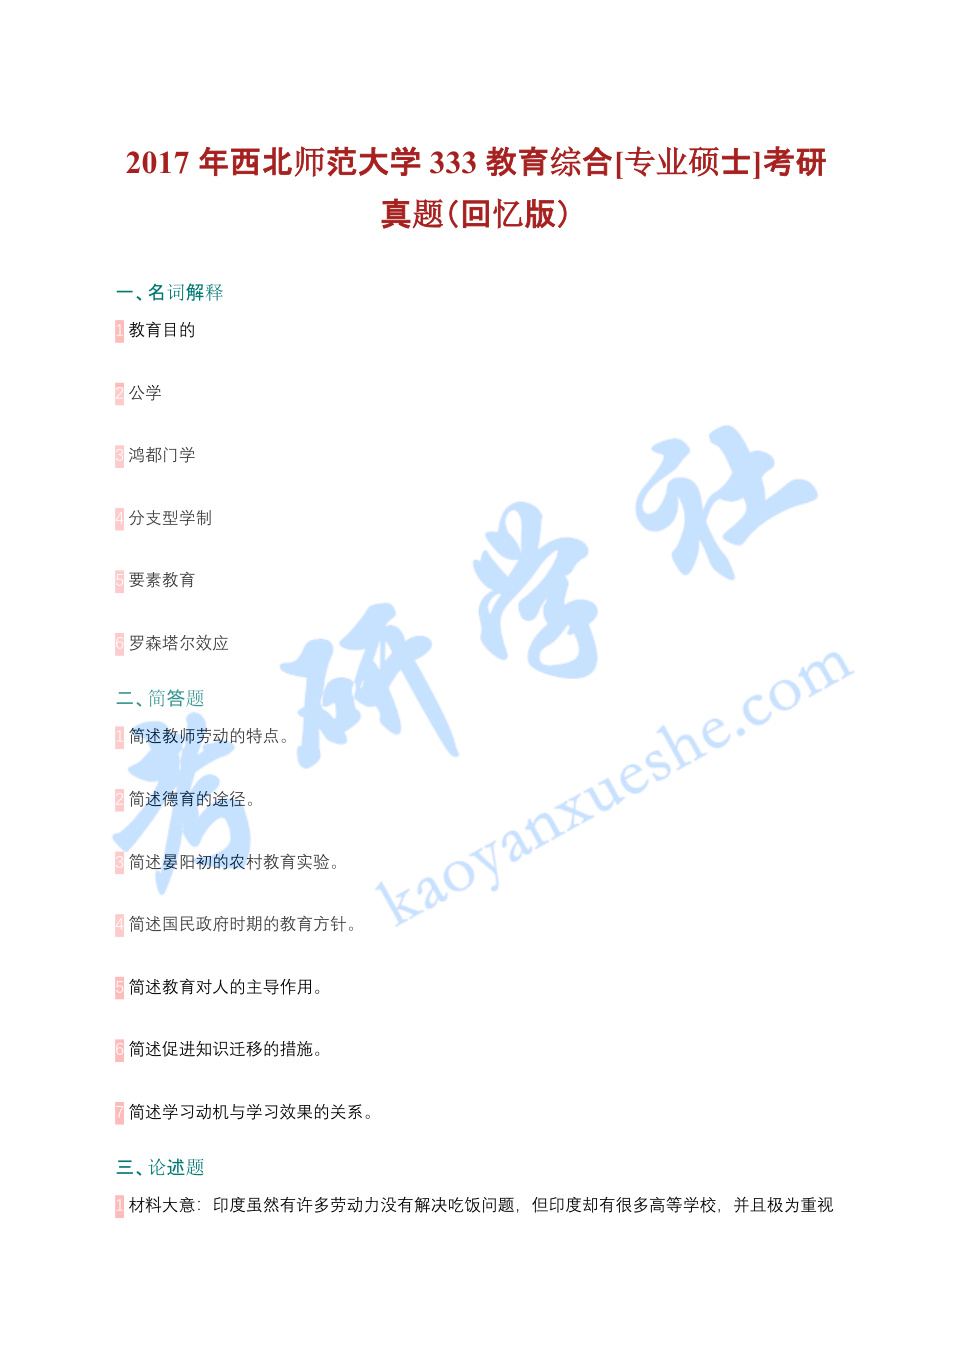 2017 年西北师范大学 333 教育综合[专业硕士]考研
真题（回忆版）
一、名词解释
1 教育目的
2 公学
3 鸿都门学
4 分支型学制
5 要素教育
6 罗森塔尔效应
二、简答题
1 简述教师劳动的特点。
2 简述德育的途径。
3 简述晏阳初的农村教育实验。
4 简述国民政府时期的教育方针。
5 简述教育对人的主导作用。
6 简述促进知识迁移的措施。
7 简述学习动机与学习效果的关系。
三、论述题
1 材料大意：印度虽然有许多劳动力没有解决吃饭问题，但印度却有很多高等学校，并且极为重视
考研学社
kaoyanxueshe.com